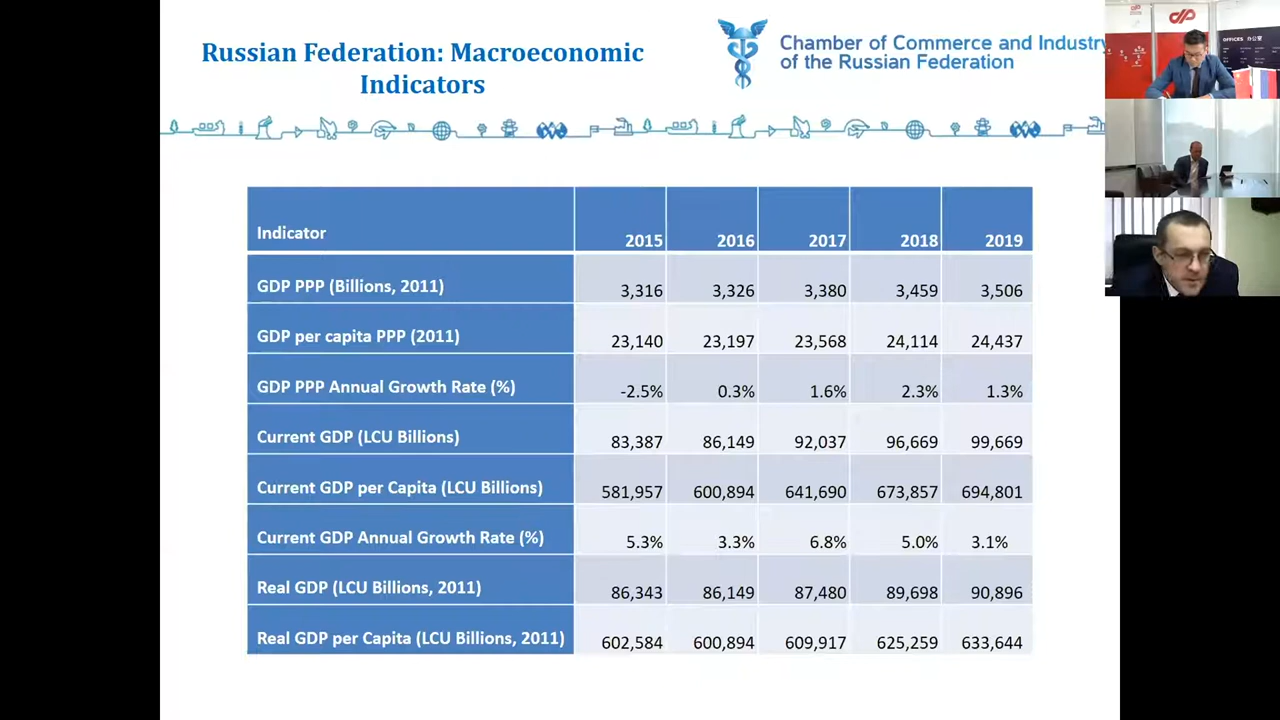 Russian Federation: Macroeconomic
Indicators
Chamber of Commerce and Industry
of the Russian Federation
OFFICES 办公室
Indicator 2015 2016 2017 2018 2019
GDP PPP (Billions, 2011) 3,316 3,326 3,380 3,459 3,506
GDP per capita PPP (2011) 23,140 23,197 23,568 24,114 24,437
GDP PPP Annual Growth Rate (%) -2.5% 0.3% 1.6% 2.3% 1.3%
Current GDP (LCU Billions) 83,387 86,149 92,037 96,669 99,669
Current GDP per Capita (LCU Billions) 581,957 600,894 641,690 673,857 694,801
Current GDP Annual Growth Rate (%) 5.3% 3.3% 6.8% 5.0% 3.1%
Real GDP (LCU Billions, 2011) 86,343 86,149 87,480 89,698 90,896
Real GDP per Capita (LCU Billions, 2011) 602,584 600,894 609,917 625,259 633,644